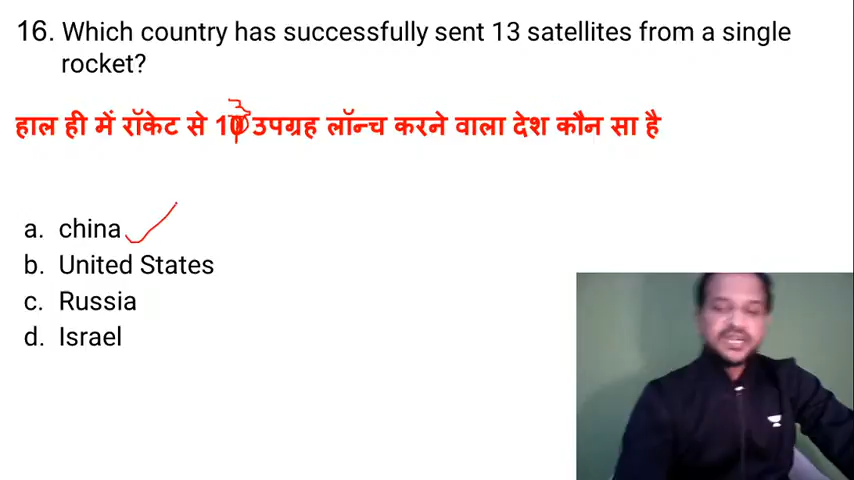 16. Which country has successfully sent 13 satellites from a single
rocket?
हाल ही में रॉकेट से 13 उपग्रह लॉन्च करने वाला देश कौन सा है
a. china
b. United States
c. Russia
d. Israel